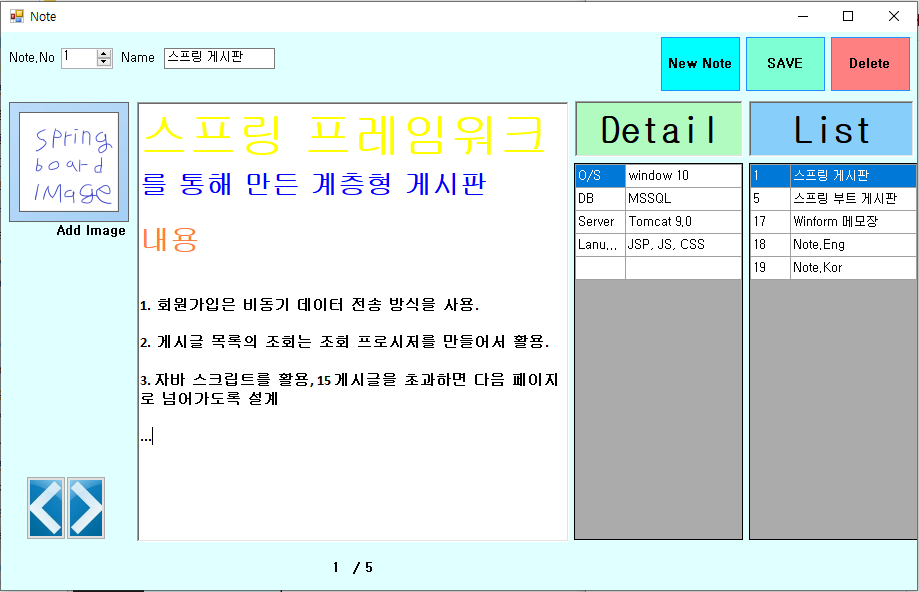 Note
Note.No 1 Name 스프링 게시판
New Note SAVE Delete
spring
board
IMage
Add Image
스프링 프레임워크
를 통해 만든 계층형 게시판
내용
1. 회원가입은 비동기 데이터 전송 방식을 사용.
2. 게시글 목록의 조회는 조회 프로시저를 만들어서 활용.
3. 자바 스크립트를 활용, 15 게시글을 초과하면 다음 페이지
로 넘어가도록 설계
...
Detail
O/S window 10
DB MSSQL
Server Tomcat 9.0
Lanu... JSP, JS, CSS
List
1 스프링 게시판
5 스프링 부트 게시판
17 Winform 메모장
18 Note.Eng
19 Note.Kor
1 / 5